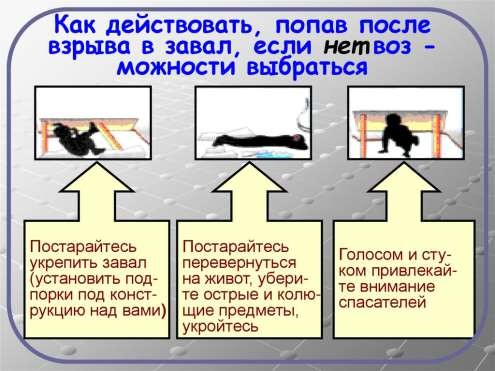 Как действовать, попав после
взрыва в завал, если нет воз -
можности выбраться
Постарайтесь
укрепить завал
(установить под-
порки под конст-
рукцию над вами)
Постарайтесь
перевернуться
на живот, убери-
те острые и колю-
щие предметы,
укройтесь
Голосом и сту-
ком привлекай-
те внимание
спасателей